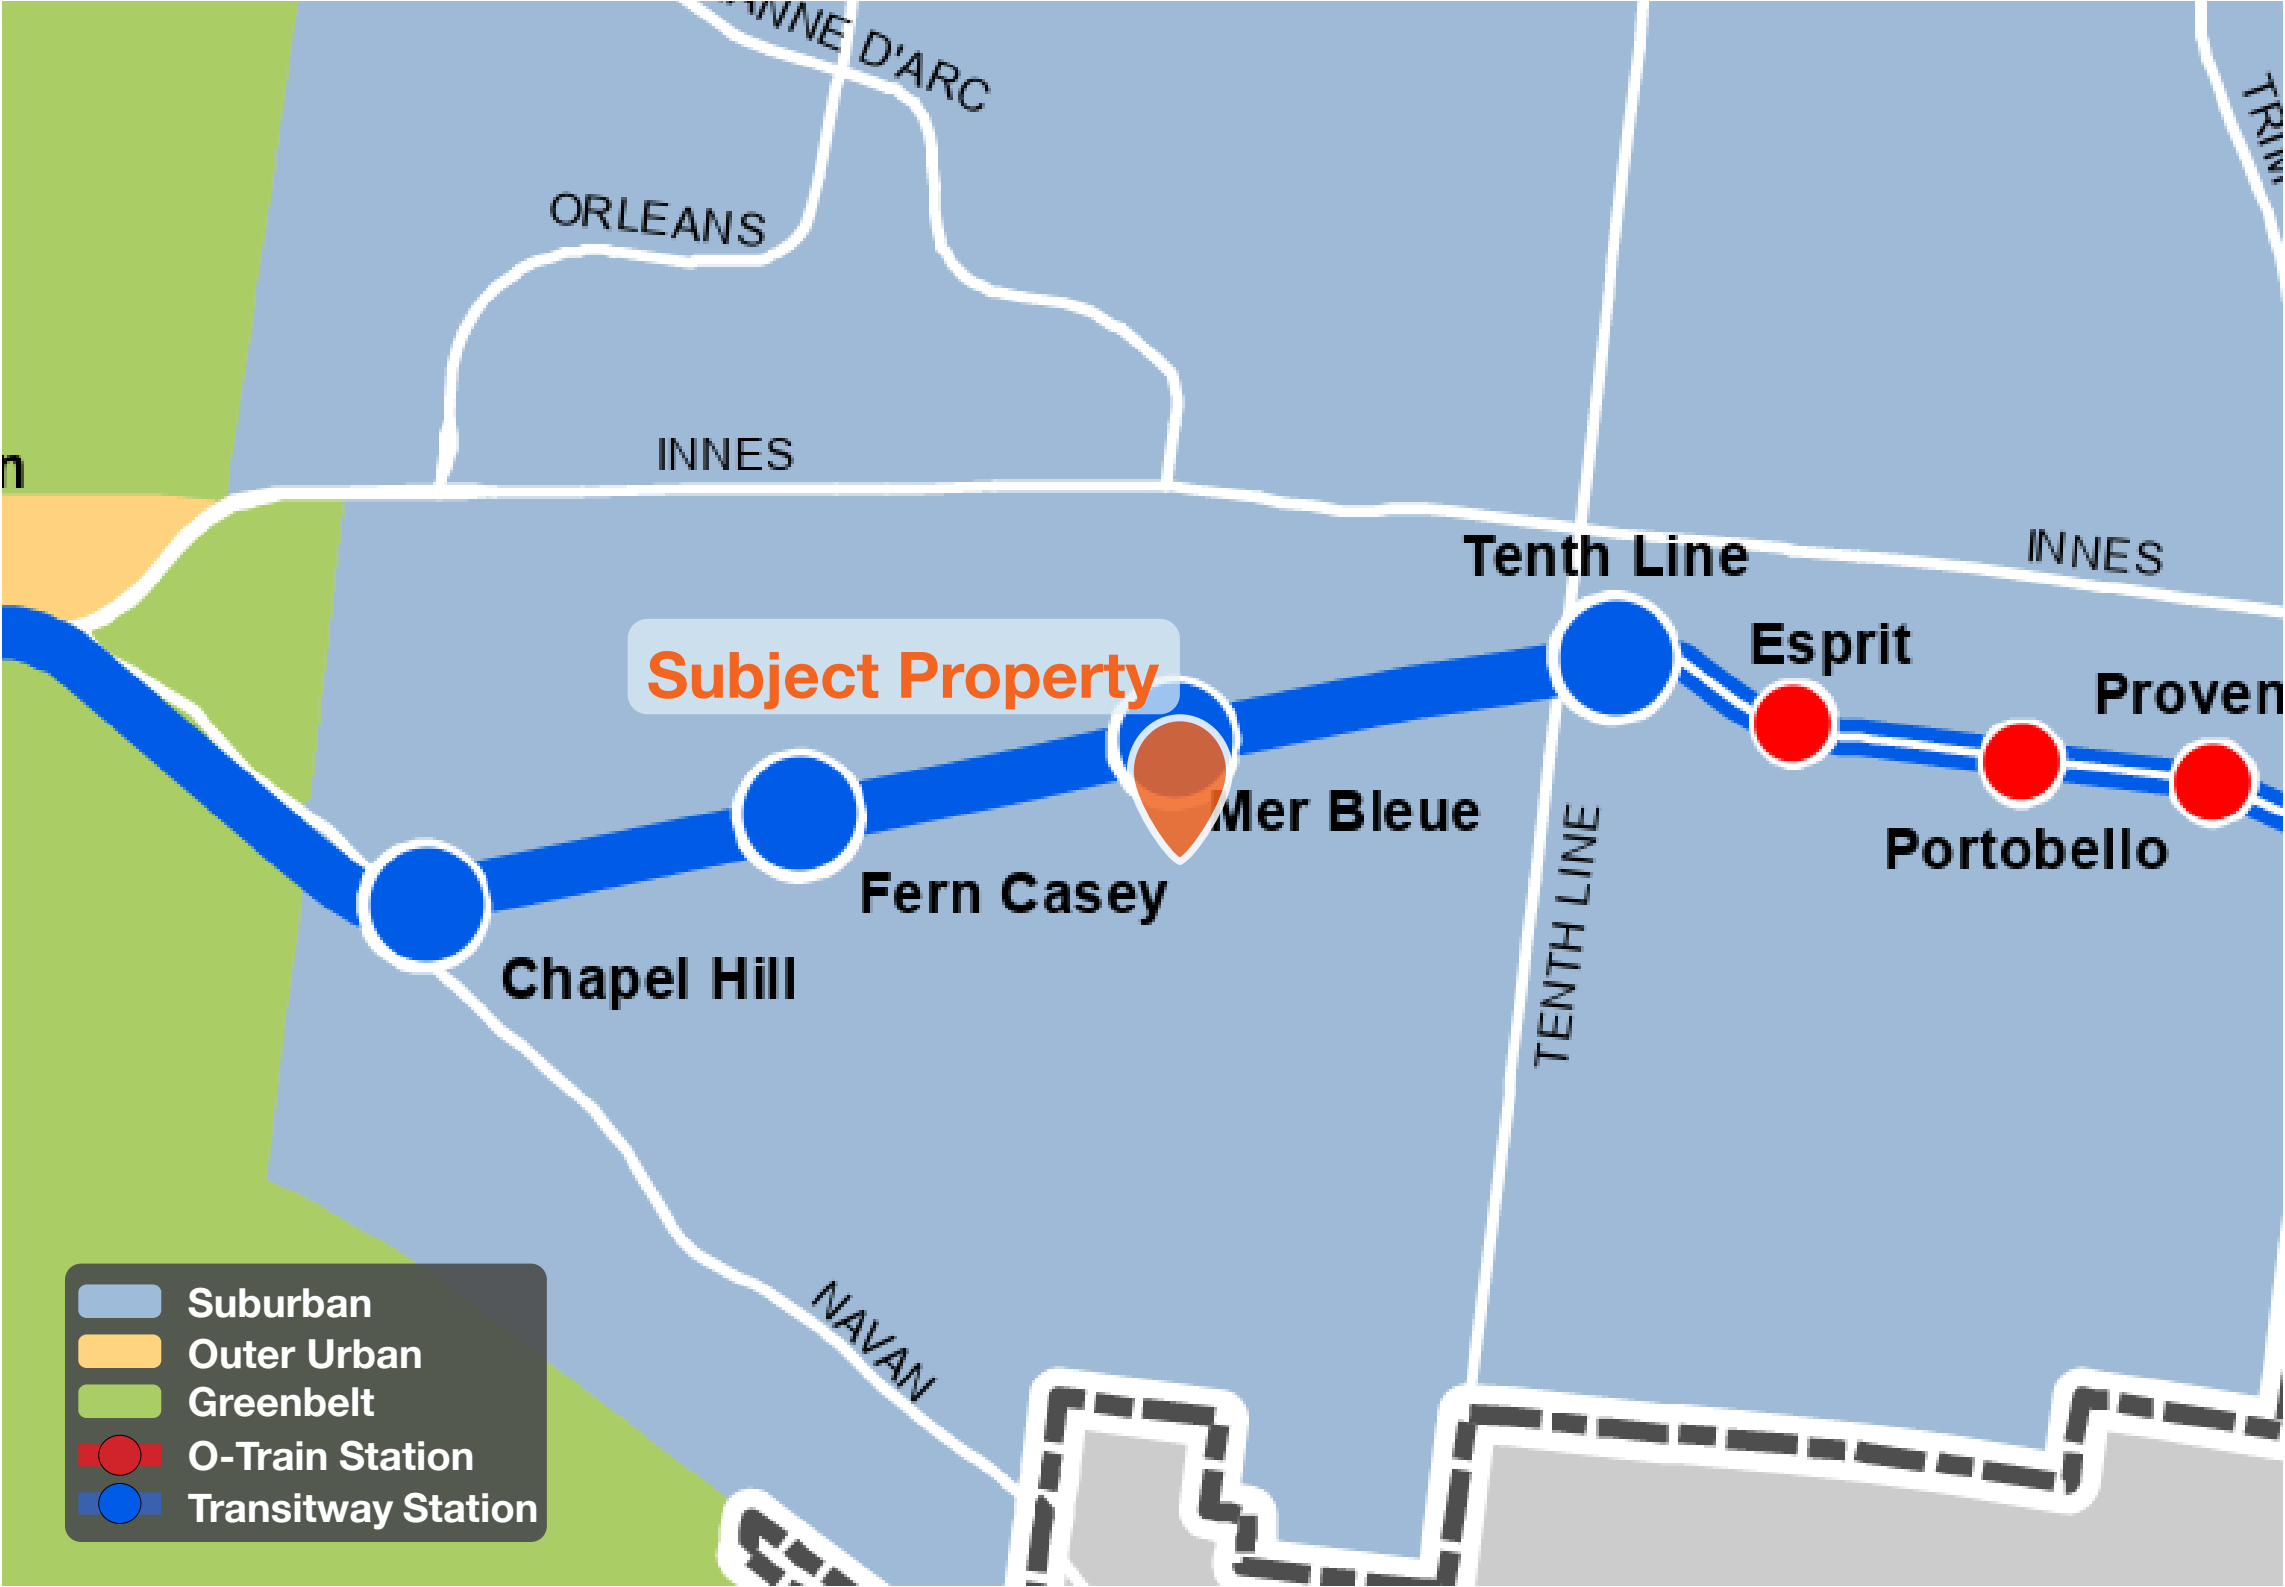 D'ARC
ORLEANS
INNES
Tenth Line
INNES
Esprit
Subject Property
Mer Bleue
Portobello
Fern Casey
TENTH LINE
Chapel Hill
NAVAN
Suburban
Outer Urban
Greenbelt
O-Train Station
Transitway Station